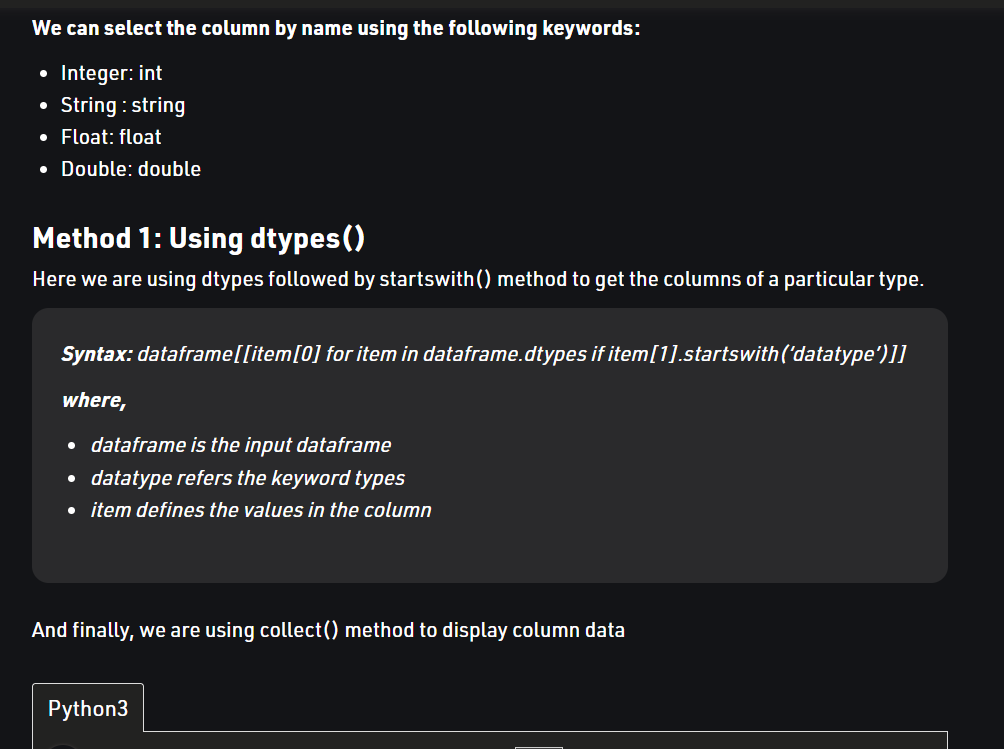 We can select the column by name using the following keywords:
Integer: int
String : string
Float: float
Double: double
Method 1: Using dtypes()
Here we are using dtypes followed by startswith() method to get the columns of a particular type.
Syntax: dataframe[[item[0] for item in dataframe.dtypes if item[1].startswith(‘datatype’)]]
where,
dataframe is the input dataframe
datatype refers the keyword types
item defines the values in the column
And finally, we are using collect() method to display column data
Python3